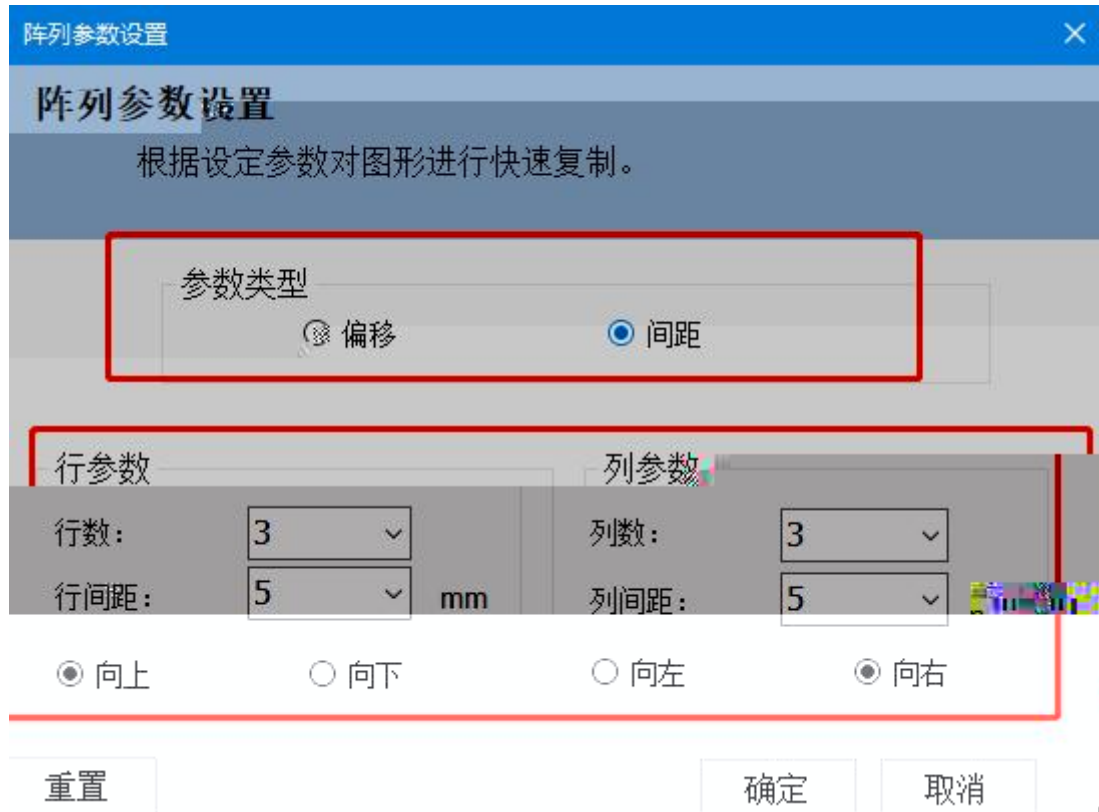 阵列参数设置
阵列参数设置
根据设定参数对图形进行快速复制。
参数类型
偏移 间距
行参数 列参数
行数： 3 列数： 3
行间距： 5 mm 列间距： 5
向上 向下 向左 向右
重置 确定 取消